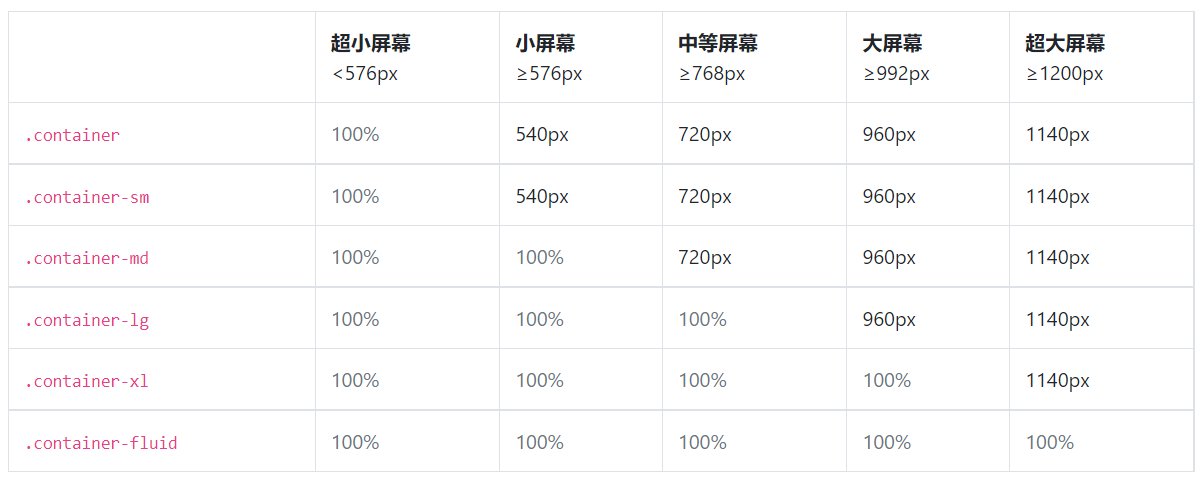 超小屏幕 小屏幕 中等屏幕 大屏幕 超大屏幕
<576px ≥576px ≥768px ≥992px ≥1200px
.container 100% 540px 720px 960px 1140px
.container-sm 100% 540px 720px 960px 1140px
.container-md 100% 100% 720px 960px 1140px
.container-lg 100% 100% 100% 960px 1140px
.container-xl 100% 100% 100% 100% 1140px
.container-fluid 100% 100% 100% 100% 100%